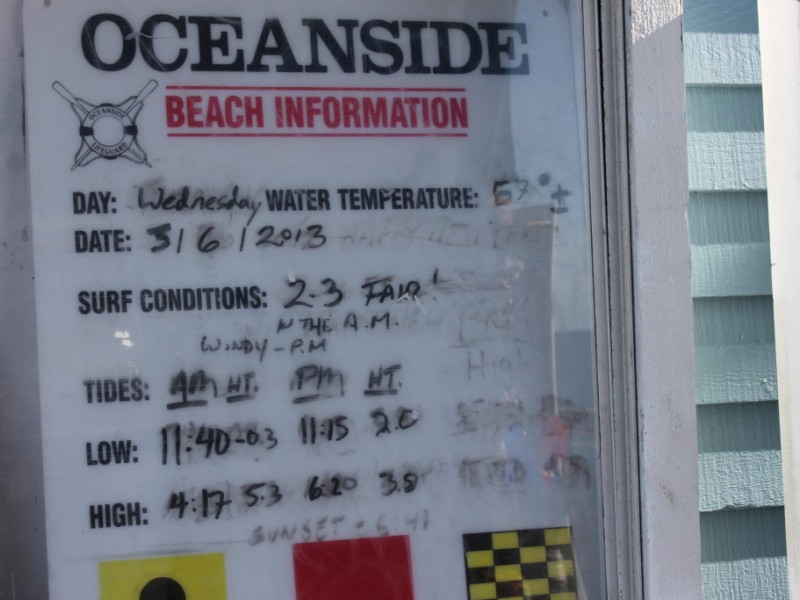 OCEANSIDE
OCEANSIDE
LIFEGUARD
BEACH INFORMATION
DAY: Wednesday WATER TEMPERATURE: 57° ±
DATE: 3/6/2013
SURF CONDITIONS: 2-3 FAIR!
N THE A.M.
WINDY - P.M
TIDES: AM HT. PM HT.
LOW: 11:40 -0.3 11:15 2.0
HIGH: 4:17 5.3 6:20 3.8
SUNSET -